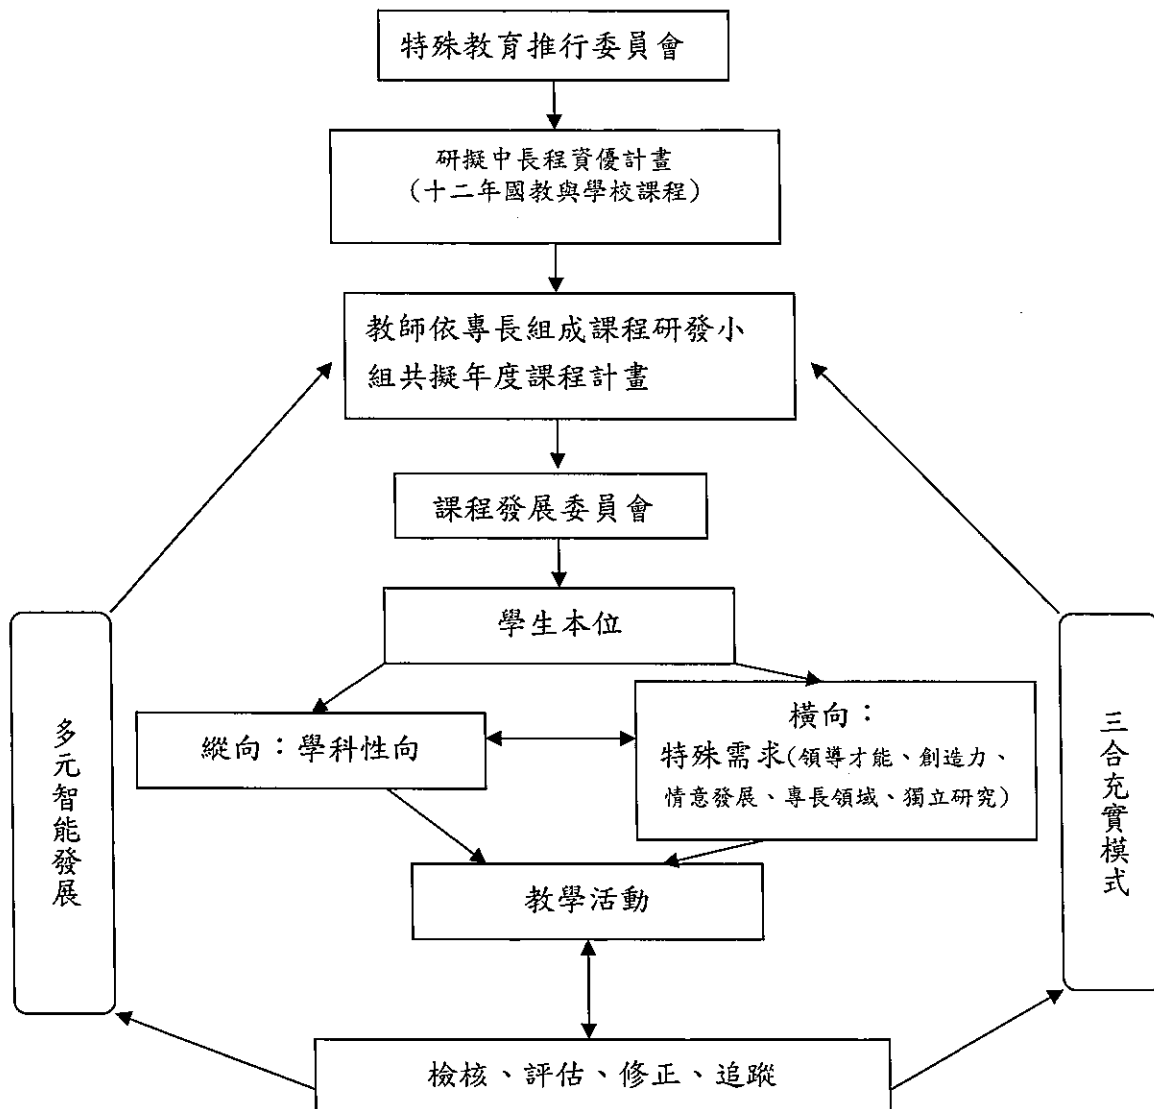 特殊教育推行委員會
研擬中長程資優計畫
(十二年國教與學校課程)
教師依專長組成課程研發小
組共擬年度課程計畫
課程發展委員會
學生本位
縱向：學科性向
橫向：
特殊需求(領導才能、創造力、
情意發展、專長領域、獨立研究)
多元智能發展
三合充實模式
教學活動
檢核、評估、修正、追蹤